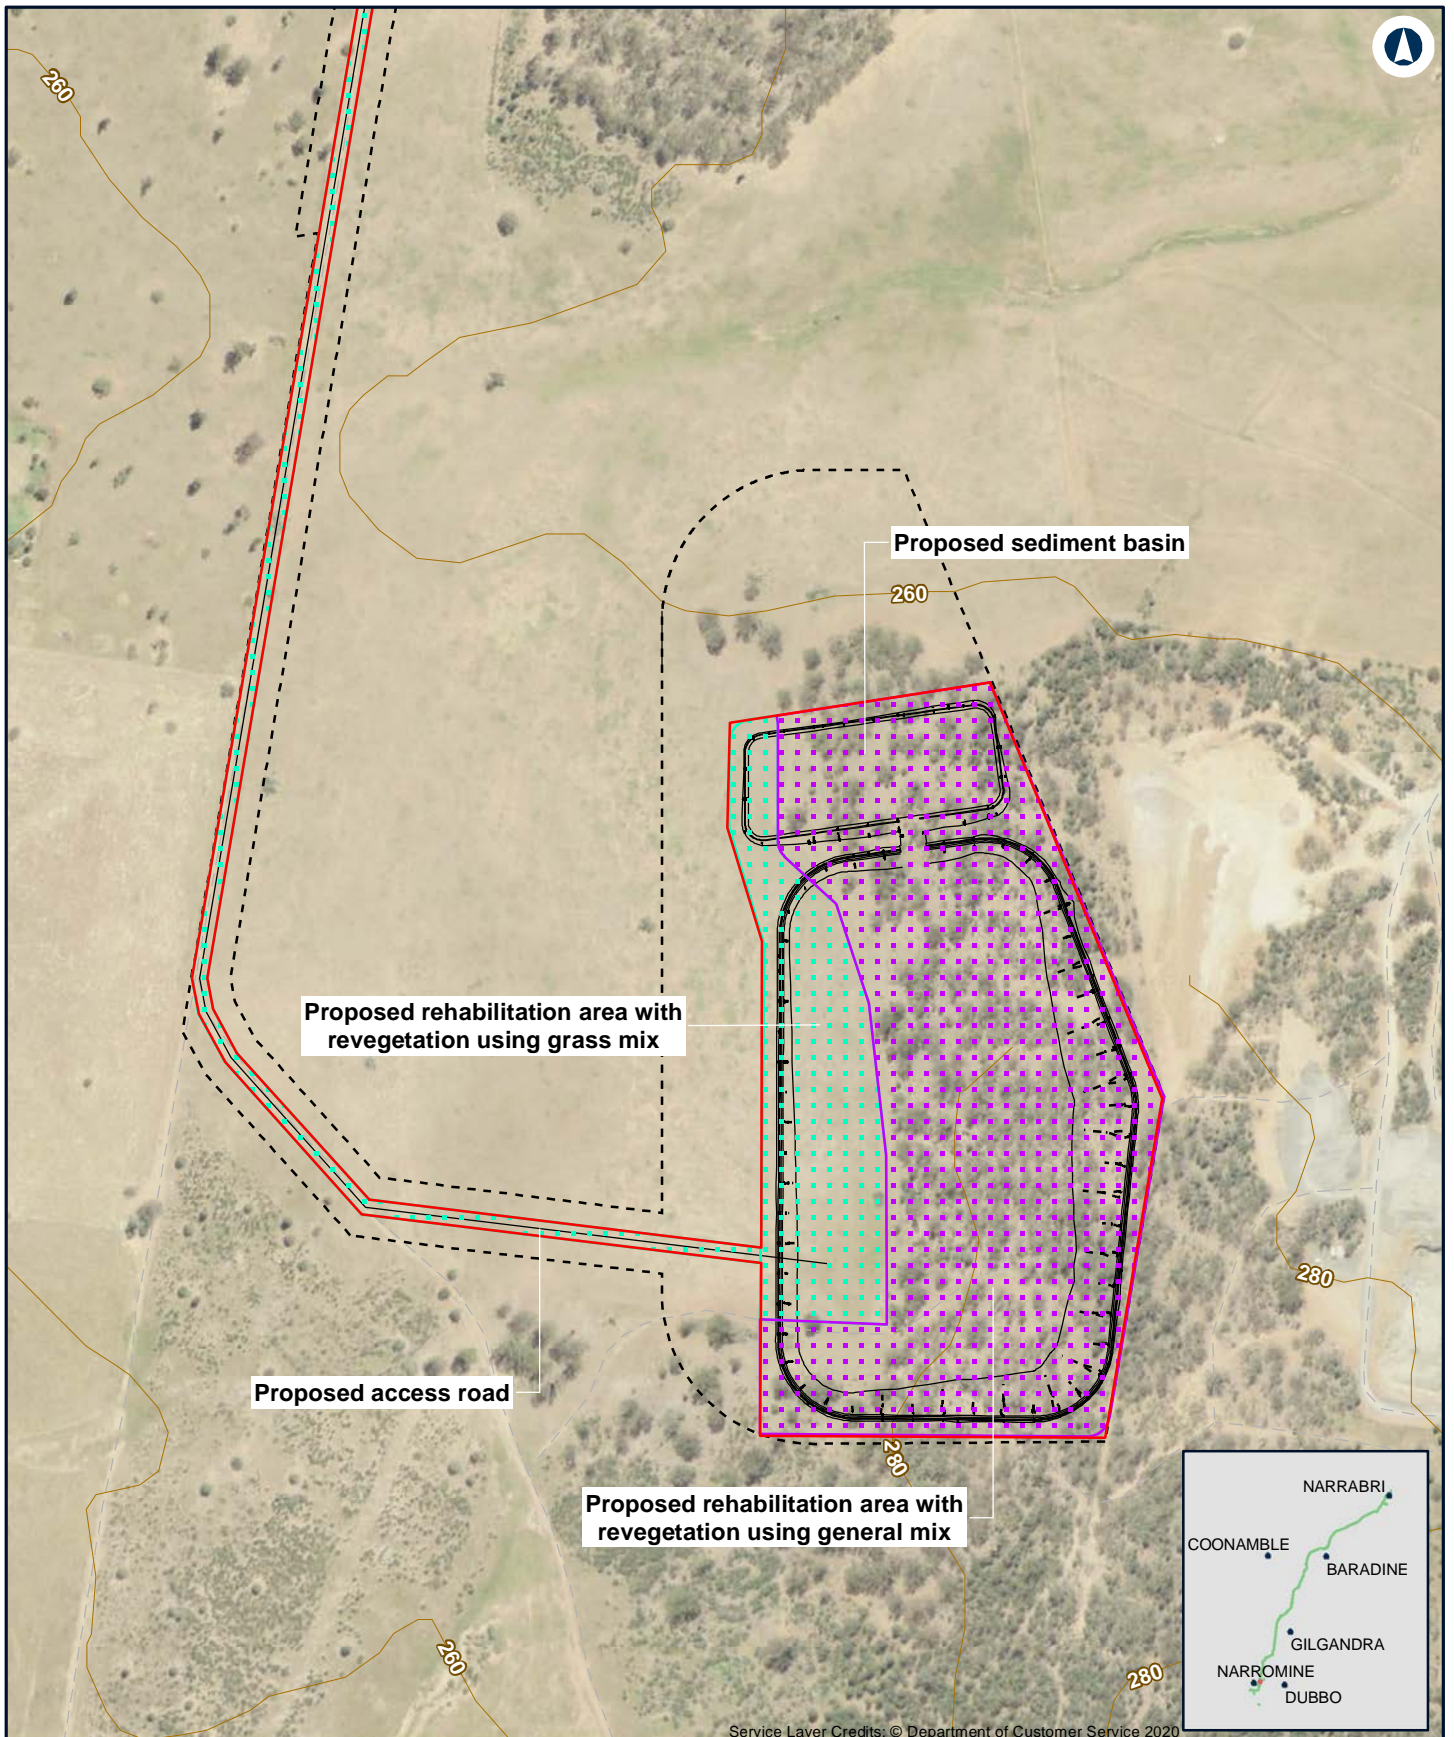 260
Proposed sediment basin
260
Proposed rehabilitation area with
revegetation using grass mix
280
Proposed access road
280
Proposed rehabilitation area with
revegetation using general mix
260
280
NARRABRI
COONAMBLE
BARADINE
GILGANDRA
NARROMINE
DUBBO
Service Layer Credits: © Department of Customer Service 2020